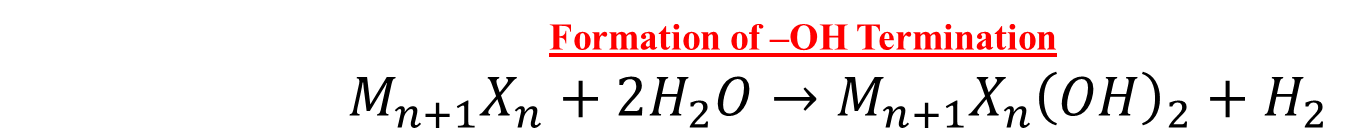 Formation of –OH Termination
Mₙ₊₁Xₙ + 2H₂O → Mₙ₊₁Xₙ(OH)₂ + H₂